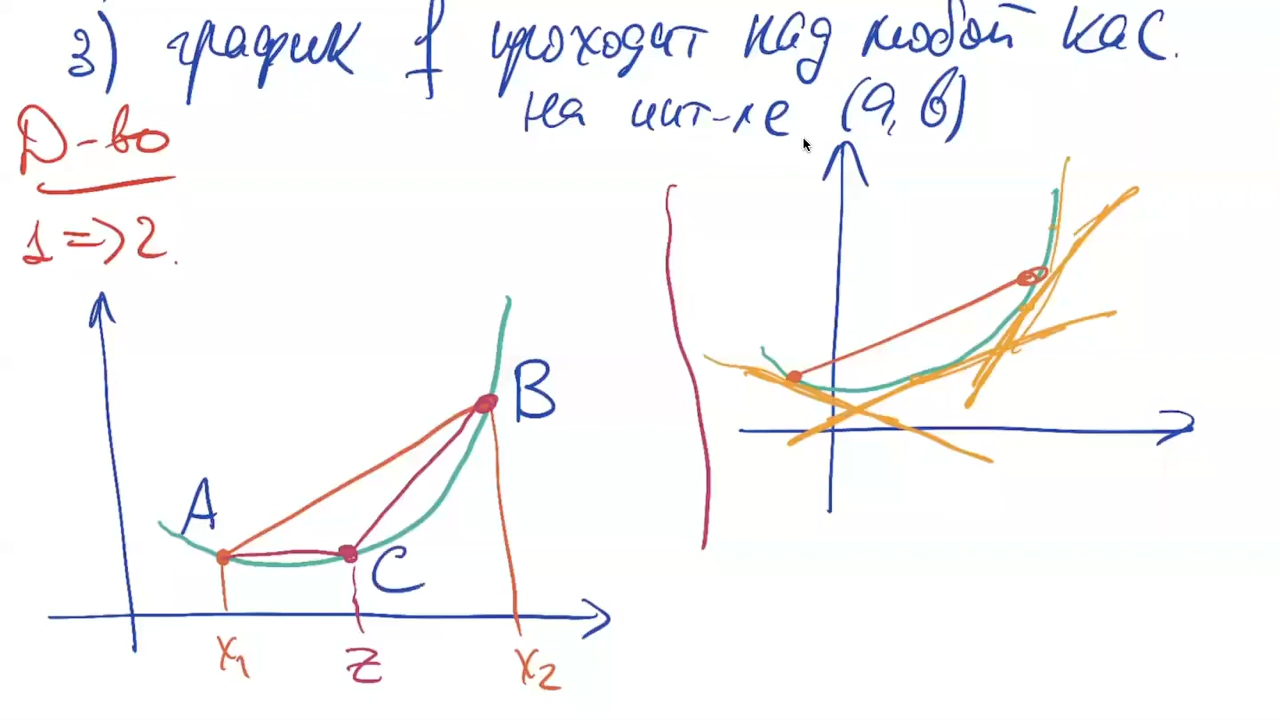 3) график f проходит над любой кас.
на инт-ле (a, b)
D-во
1 => 2.
B
A
C
x₁ z x₂